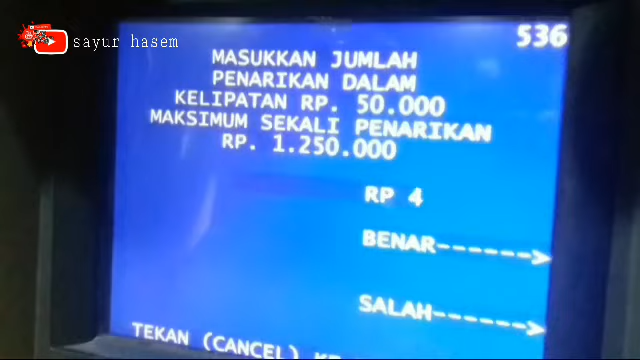 sayur hasem
536
MASUKKAN JUMLAH
PENARIKAN DALAM
KELIPATAN RP. 50.000
MAKSIMUM SEKALI PENARIKAN
RP. 1.250.000
RP 4
BENAR------>
SALAH------>
TEKAN (CANCEL)